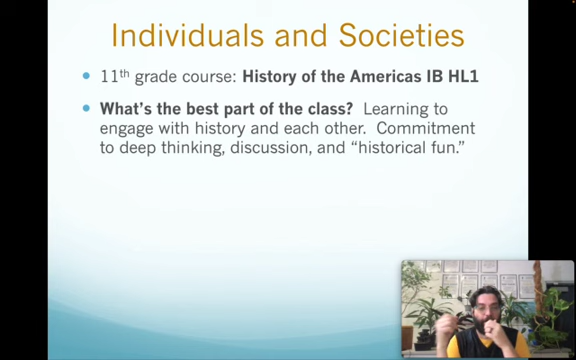 Individuals and Societies
11th grade course: History of the Americas IB HL1
What's the best part of the class? Learning to
engage with history and each other. Commitment
to deep thinking, discussion, and “historical fun.”